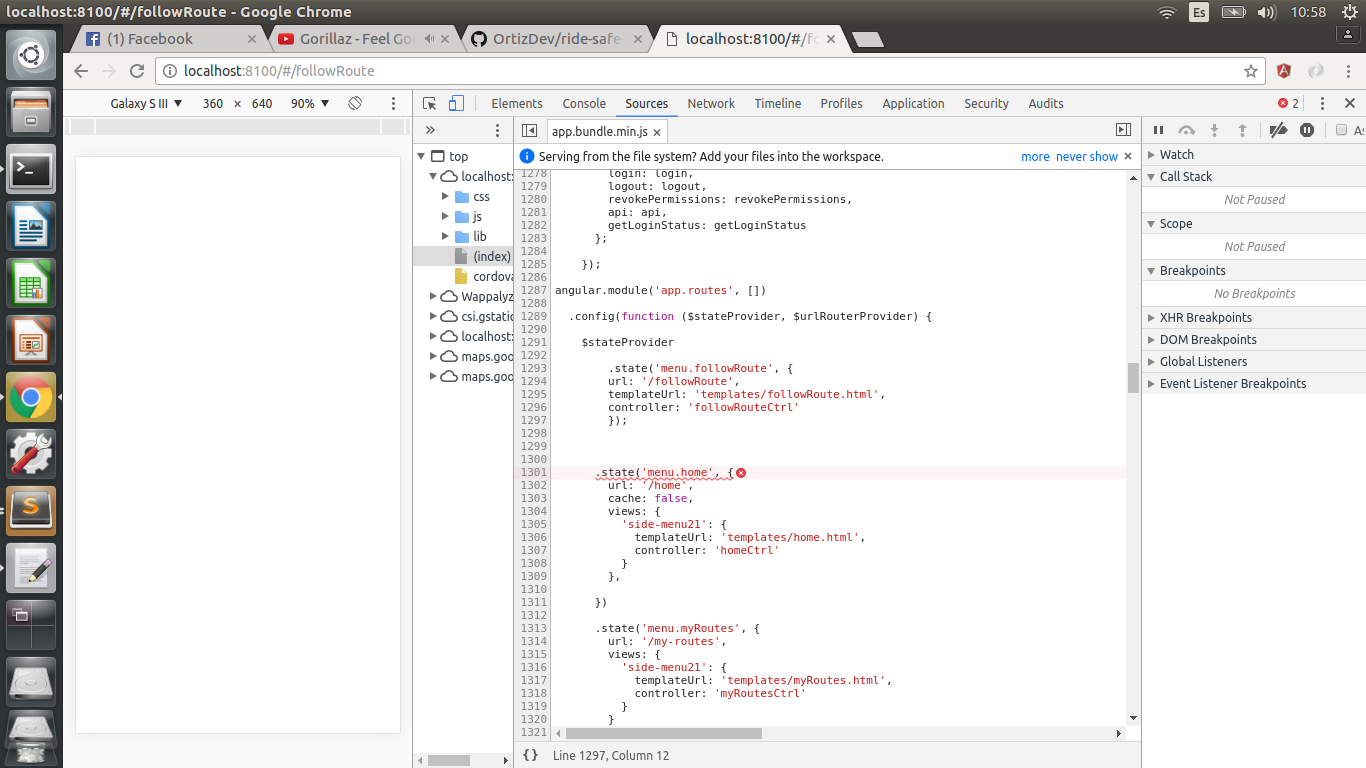 localhost:8100/#/followRoute - Google Chrome
Es
10:58
(1) Facebook
Gorillaz - Feel Goo
OrtizDev/ride-safe
localhost:8100/#/fo
localhost:8100/#/followRoute
Galaxy S III ▼ 360 × 640 90% ▼
Elements Console Sources Network Timeline Profiles Application Security Audits
2
app.bundle.min.js
Serving from the file system? Add your files into the workspace.
more never show
top
localhost:
css
js
lib
(index)
cordova
Wappalyz
csi.gstatic
localhost:
maps.goo
maps.goo
1278 login: login,
1279 logout: logout,
1280 revokePermissions: revokePermissions,
1281 api: api,
1282 getLoginStatus: getLoginStatus
1283 };
1284
1285 });
1286
1287 angular.module('app.routes', [])
1288
1289 .config(function ($stateProvider, $urlRouterProvider) {
1290
1291 $stateProvider
1292
1293 .state('menu.followRoute', {
1294 url: '/followRoute',
1295 templateUrl: 'templates/followRoute.html',
1296 controller: 'followRouteCtrl'
1297 });
1298
1299
1300
1301 .state('menu.home', {
1302 url: '/home',
1303 cache: false,
1304 views: {
1305 'side-menu21': {
1306 templateUrl: 'templates/home.html',
1307 controller: 'homeCtrl'
1308 }
1309 },
1310
1311 })
1312
1313 .state('menu.myRoutes', {
1314 url: '/my-routes',
1315 views: {
1316 'side-menu21': {
1317 templateUrl: 'templates/myRoutes.html',
1318 controller: 'myRoutesCtrl'
1319 }
1320 }
1321
{} Line 1297, Column 12
As
Watch
Call Stack
Not Paused
Scope
Not Paused
Breakpoints
No Breakpoints
XHR Breakpoints
DOM Breakpoints
Global Listeners
Event Listener Breakpoints